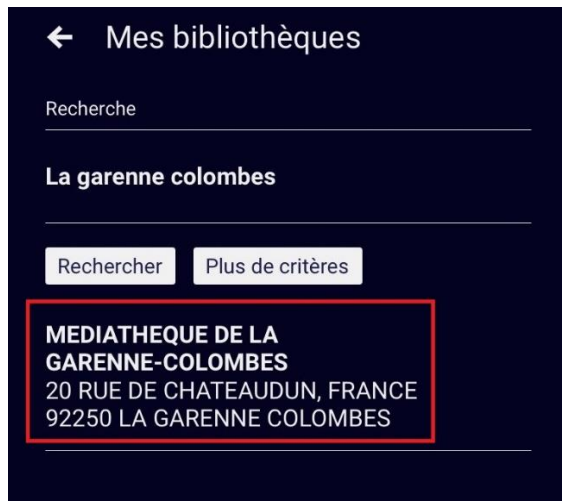 Mes bibliothèques
Recherche
La garenne colombes
Rechercher Plus de critères
MEDIATHEQUE DE LA
GARENNE-COLOMBES
20 RUE DE CHATEAUDUN, FRANCE
92250 LA GARENNE COLOMBES